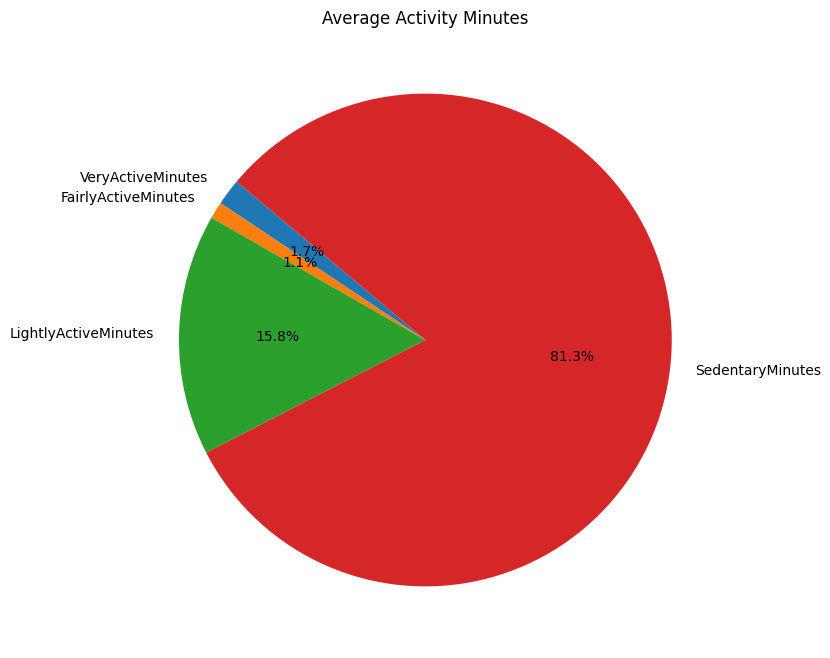 Average Activity Minutes
VeryActiveMinutes
FairlyActiveMinutes
1.7%
1.1%
LightlyActiveMinutes
15.8%
81.3%
SedentaryMinutes